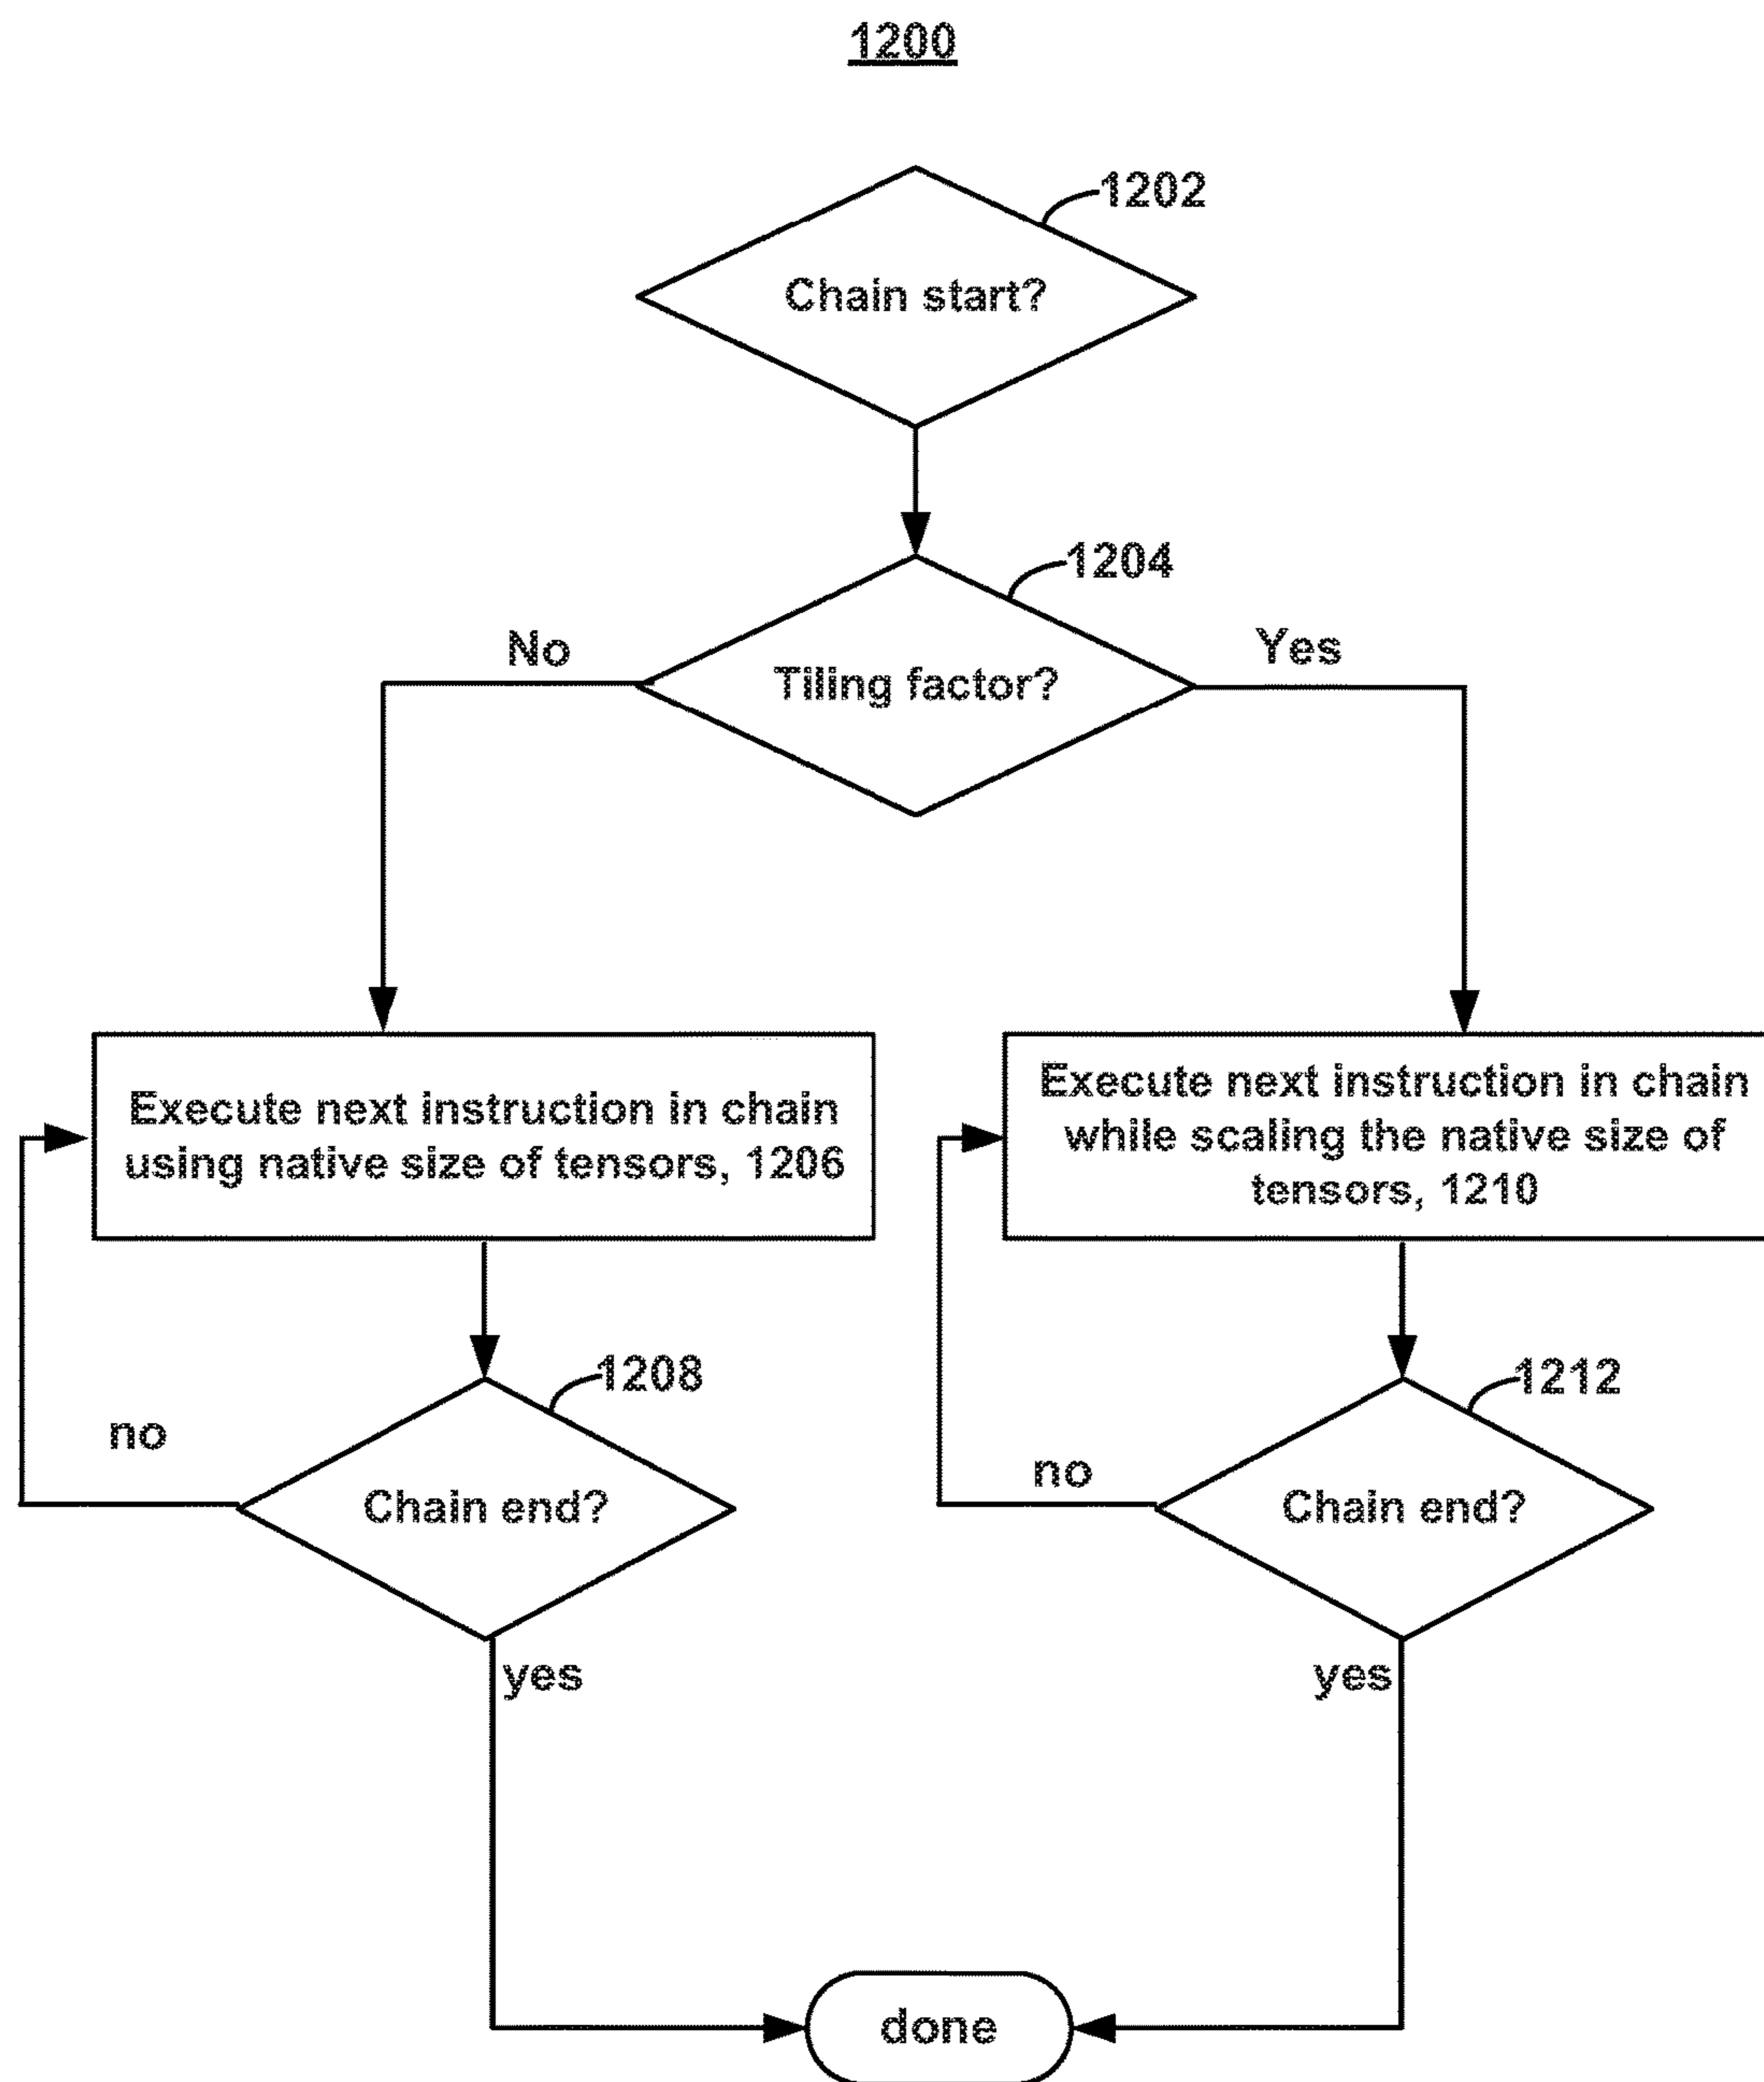 1200
1202
Chain start?
1204
No
Yes
Tiling factor?
Execute next instruction in chain
using native size of tensors, 1206
Execute next instruction in chain
while scaling the native size of
tensors, 1210
1208
1212
no
no
Chain end?
Chain end?
yes
yes
done